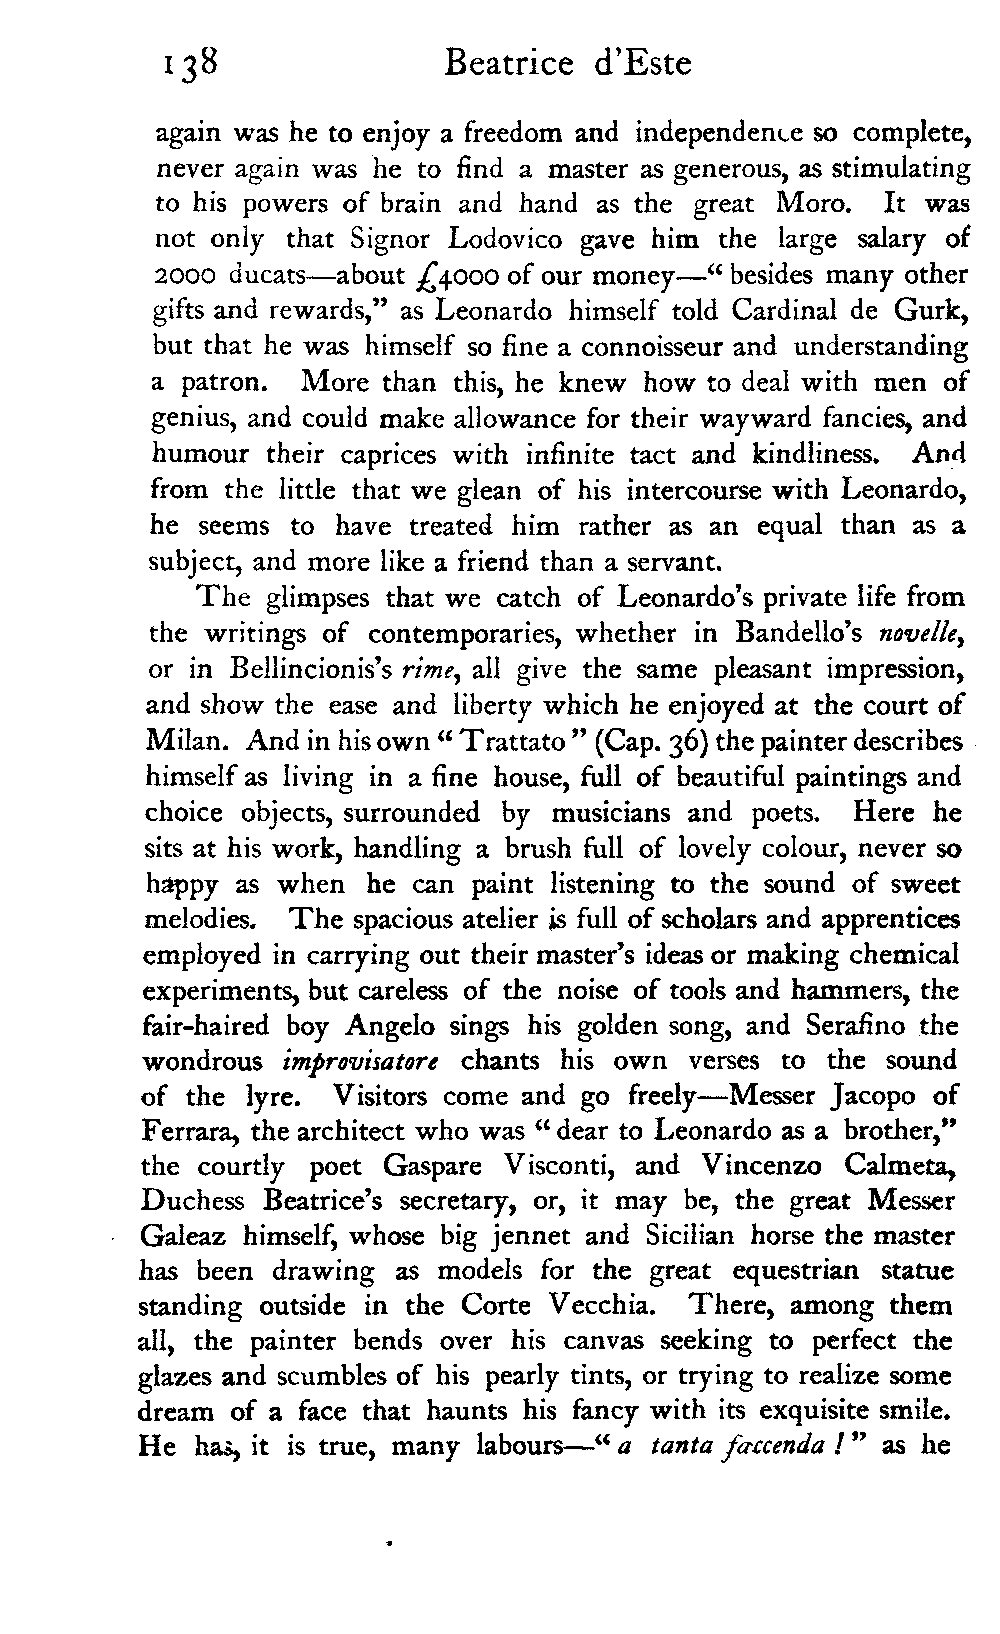 138 Beatrice d'Este
again was he to enjoy a freedom and independence so complete,
never again was he to find a master as generous, as stimulating
to his powers of brain and hand as the great Moro. It was
not only that Signor Lodovico gave him the large salary of
2000 ducats—about £4000 of our money—“ besides many other
gifts and rewards,” as Leonardo himself told Cardinal de Gurk,
but that he was himself so fine a connoisseur and understanding
a patron. More than this, he knew how to deal with men of
genius, and could make allowance for their wayward fancies, and
humour their caprices with infinite tact and kindliness. And
from the little that we glean of his intercourse with Leonardo,
he seems to have treated him rather as an equal than as a
subject, and more like a friend than a servant.
The glimpses that we catch of Leonardo's private life from
the writings of contemporaries, whether in Bandello's novelle,
or in Bellincionis's rime, all give the same pleasant impression,
and show the ease and liberty which he enjoyed at the court of
Milan. And in his own “ Trattato ” (Cap. 36) the painter describes
himself as living in a fine house, full of beautiful paintings and
choice objects, surrounded by musicians and poets. Here he
sits at his work, handling a brush full of lovely colour, never so
happy as when he can paint listening to the sound of sweet
melodies. The spacious atelier is full of scholars and apprentices
employed in carrying out their master's ideas or making chemical
experiments, but careless of the noise of tools and hammers, the
fair-haired boy Angelo sings his golden song, and Serafino the
wondrous improvisatore chants his own verses to the sound
of the lyre. Visitors come and go freely—Messer Jacopo of
Ferrara, the architect who was “ dear to Leonardo as a brother,”
the courtly poet Gaspare Visconti, and Vincenzo Calmeta,
Duchess Beatrice's secretary, or, it may be, the great Messer
Galeaz himself, whose big jennet and Sicilian horse the master
has been drawing as models for the great equestrian statue
standing outside in the Corte Vecchia. There, among them
all, the painter bends over his canvas seeking to perfect the
glazes and scumbles of his pearly tints, or trying to realize some
dream of a face that haunts his fancy with its exquisite smile.
He has, it is true, many labours—“ a tanta faccenda ! ” as he